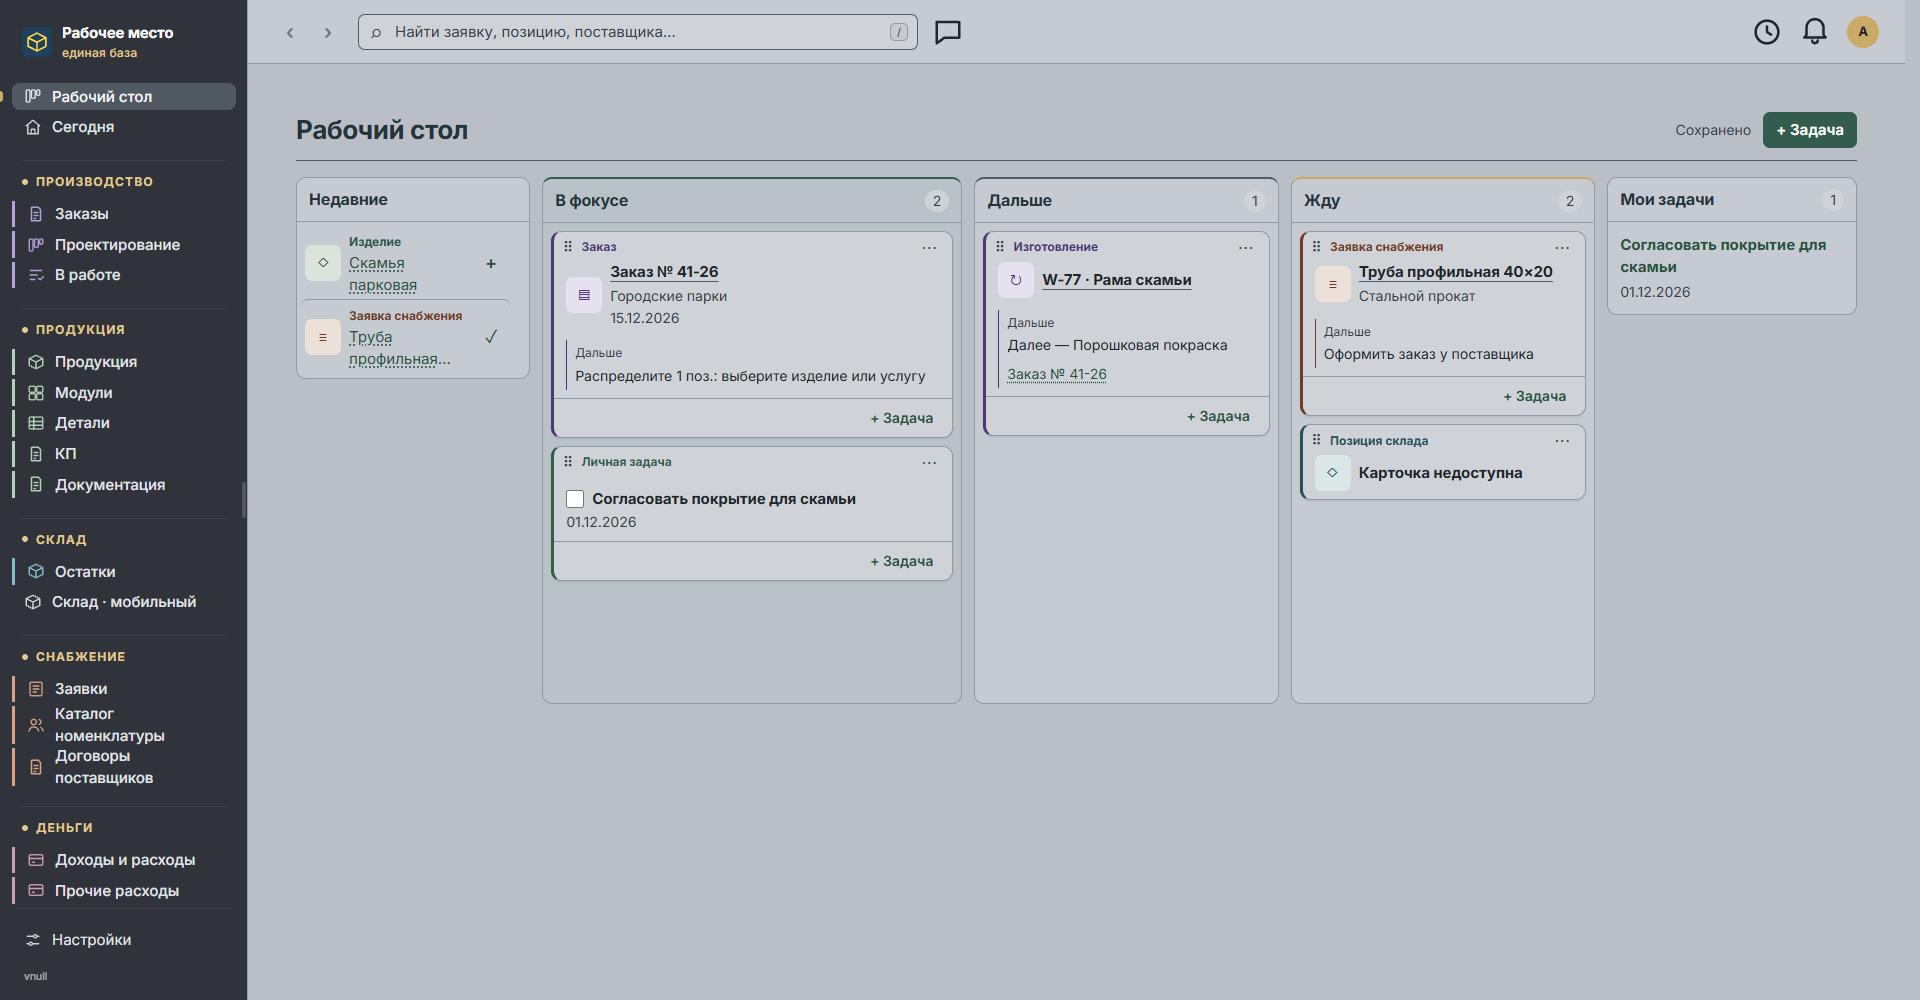 Рабочее место
единая база
Рабочий стол
Сегодня
ПРОИЗВОДСТВО
Заказы
Проектирование
В работе
ПРОДУКЦИЯ
Продукция
Модули
Детали
КП
Документация
СКЛАД
Остатки
Склад · мобильный
СНАБЖЕНИЕ
Заявки
Каталог
номенклатуры
Договоры
поставщиков
ДЕНЬГИ
Доходы и расходы
Прочие расходы
Настройки
vnull
Найти заявку, позицию, поставщика...
/
А
Рабочий стол
Сохранено
+ Задача
Недавние
Изделие
Скамья
парковая
+
Заявка снабжения
Труба
профильная...
✓
В фокусе
2
Заказ
...
Заказ № 41-26
Городские парки
15.12.2026
Дальше
Распределите 1 поз.: выберите изделие или услугу
+ Задача
Личная задача
...
Согласовать покрытие для скамьи
01.12.2026
+ Задача
Дальше
1
Изготовление
...
W-77 · Рама скамьи
Дальше
Далее — Порошковая покраска
Заказ № 41-26
+ Задача
Жду
2
Заявка снабжения
...
Труба профильная 40×20
Стальной прокат
Дальше
Оформить заказ у поставщика
+ Задача
Позиция склада
...
Карточка недоступна
Мои задачи
1
Согласовать покрытие для
скамьи
01.12.2026